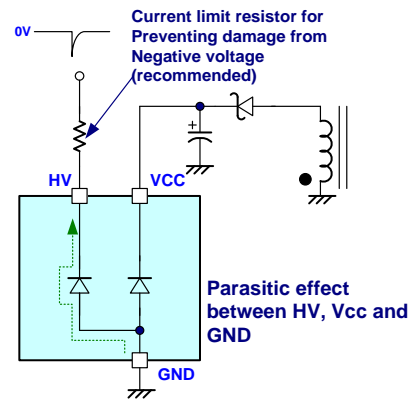 0V
Current limit resistor for
Preventing damage from
Negative voltage
(recommended)
+
HV
VCC
Parasitic effect
between HV, Vcc and
GND
GND